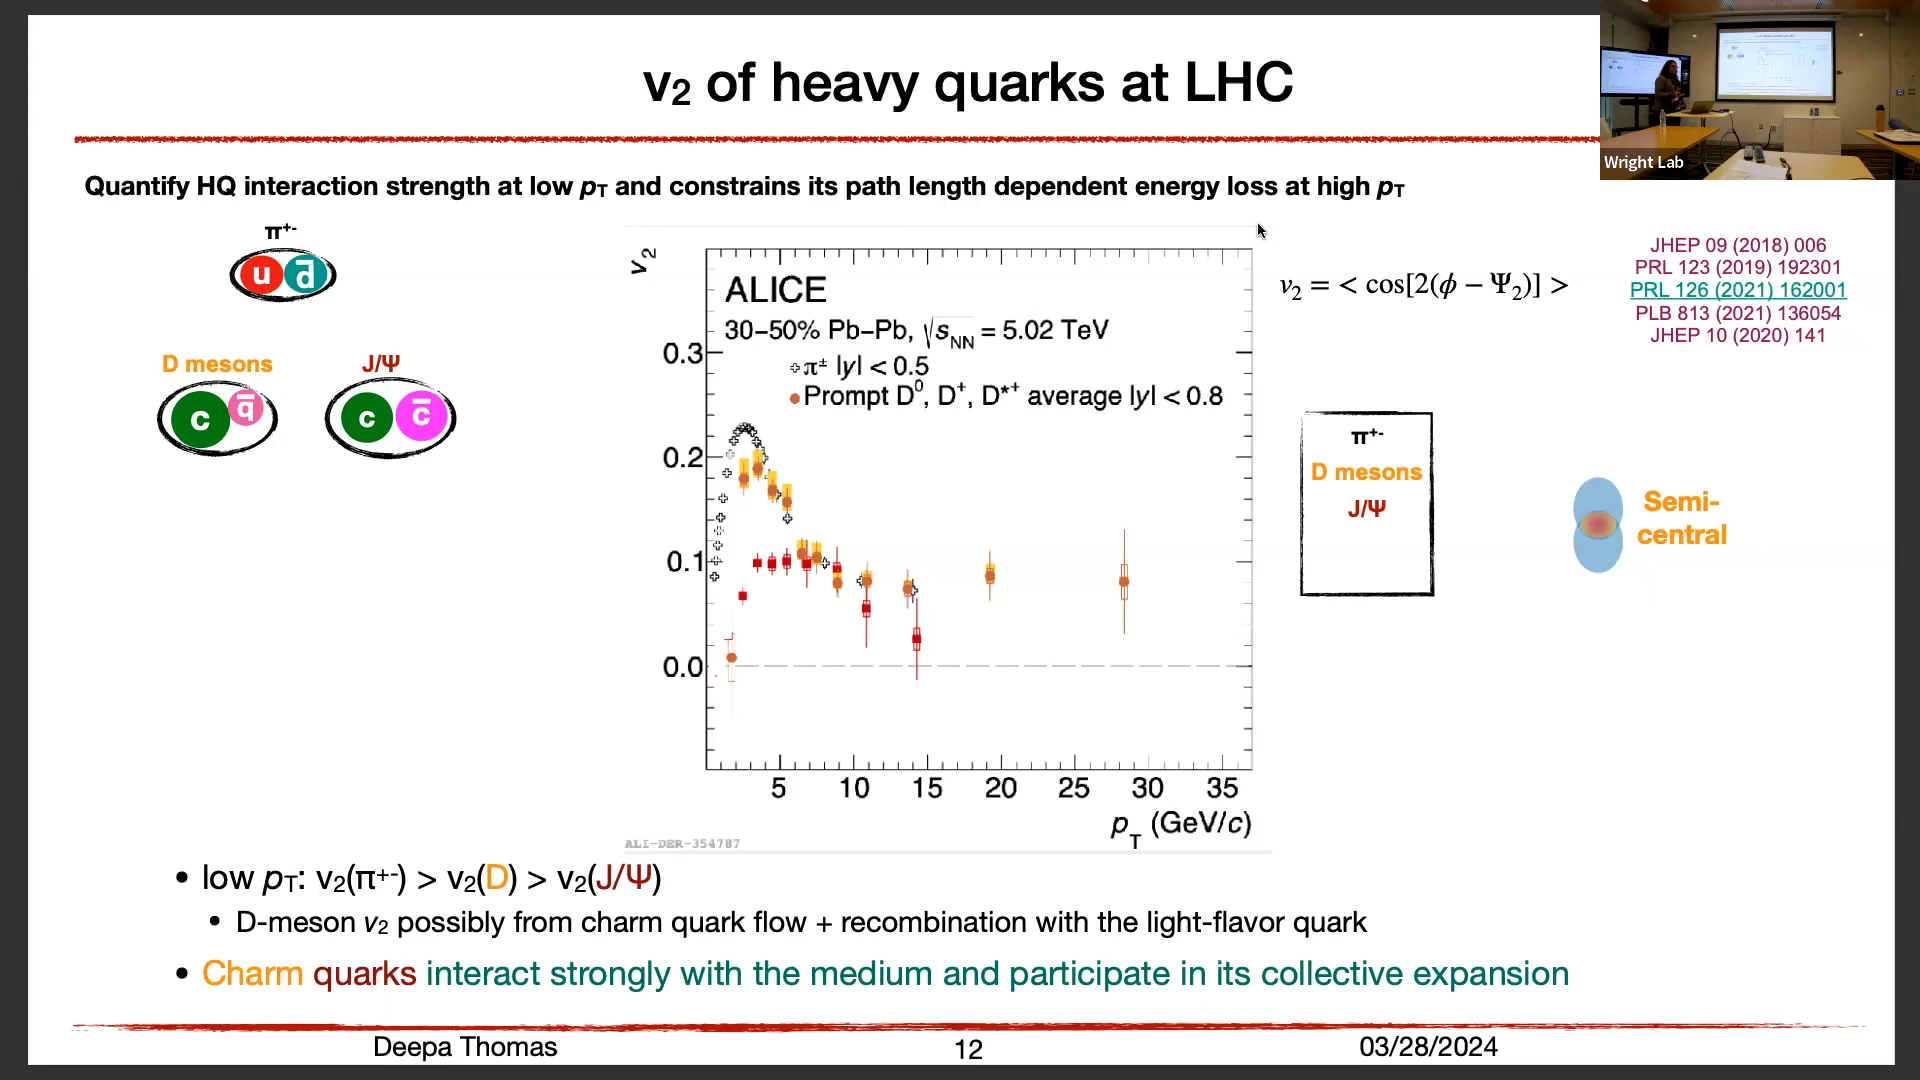 v₂ of heavy quarks at LHC
Wright Lab
Quantify HQ interaction strength at low pT and constrains its path length dependent energy loss at high pT
π⁺⁻
u d̄
D mesons
J/Ψ
c q̄
c c̄
v₂
ALICE
30–50% Pb–Pb, √sNN = 5.02 TeV
π± |y| < 0.5
Prompt D⁰, D⁺, D*⁺ average |y| < 0.8
0.3
0.2
0.1
0.0
5 10 15 20 25 30 35
pT (GeV/c)
ALI-DER-354787
v₂ = < cos[2(ϕ − Ψ₂)] >
JHEP 09 (2018) 006
PRL 123 (2019) 192301
PRL 126 (2021) 162001
PLB 813 (2021) 136054
JHEP 10 (2020) 141
π⁺⁻
D mesons
J/Ψ
Semi-
central
• low pT: v₂(π⁺⁻) > v₂(D) > v₂(J/Ψ)
• D-meson v₂ possibly from charm quark flow + recombination with the light-flavor quark
• Charm quarks interact strongly with the medium and participate in its collective expansion
Deepa Thomas 12 03/28/2024